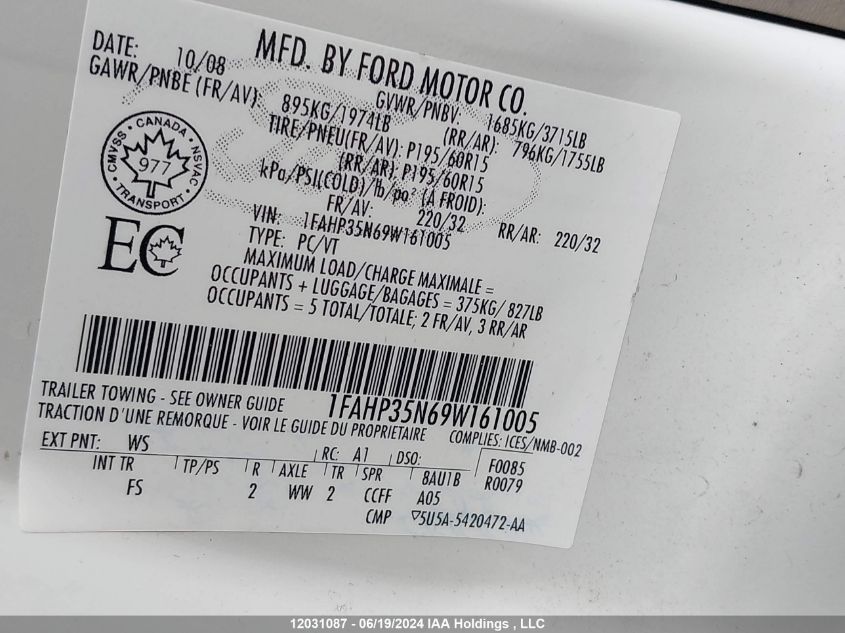 MFD. BY FORD MOTOR CO.
DATE: 10/08 GVWR/PNBV: 1685KG/3715LB
GAWR/PNBE (FR/AV): 895KG/1974LB (RR/AR): 796KG/1755LB
TIRE/PNEU(FR/AV): P195/60R15
(RR/AR): P195/60R15
kPa/PSI(COLD)/lb/po² (À FROID):
FR/AV: 220/32 RR/AR: 220/32
VIN: 1FAHP35N69W161005
TYPE: PC/VT
MAXIMUM LOAD/CHARGE MAXIMALE =
OCCUPANTS + LUGGAGE/BAGAGES = 375KG/ 827LB
OCCUPANTS = 5 TOTAL/TOTALE; 2 FR/AV, 3 RR/AR
CANADA
CMVSS 977 NSVAC
TRANSPORT
EC
TRAILER TOWING - SEE OWNER GUIDE 1FAHP35N69W161005
TRACTION D'UNE REMORQUE - VOIR LE GUIDE DU PROPRIETAIRE COMPLIES: ICES/NMB-002
EXT PNT: WS RC: A1 DSO: F0085
INT TR TP/PS R AXLE TR SPR 8AU1B R0079
FS 2 WW 2 CCFF A05
CMP ▽5U5A-5420472-AA
12031087 - 06/19/2024 IAA Holdings , LLC